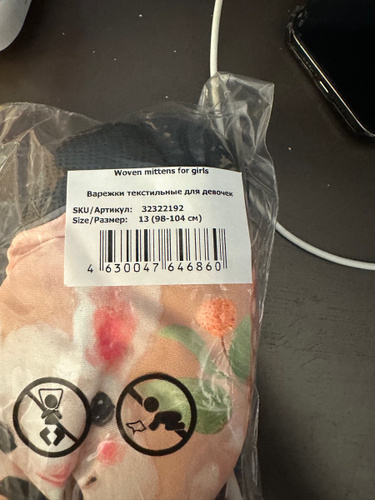 Woven mittens for girls
Варежки текстильные для девочек
SKU/Артикул: 32322192
Size/Размер: 13 (98-104 см)
4 630047 646860